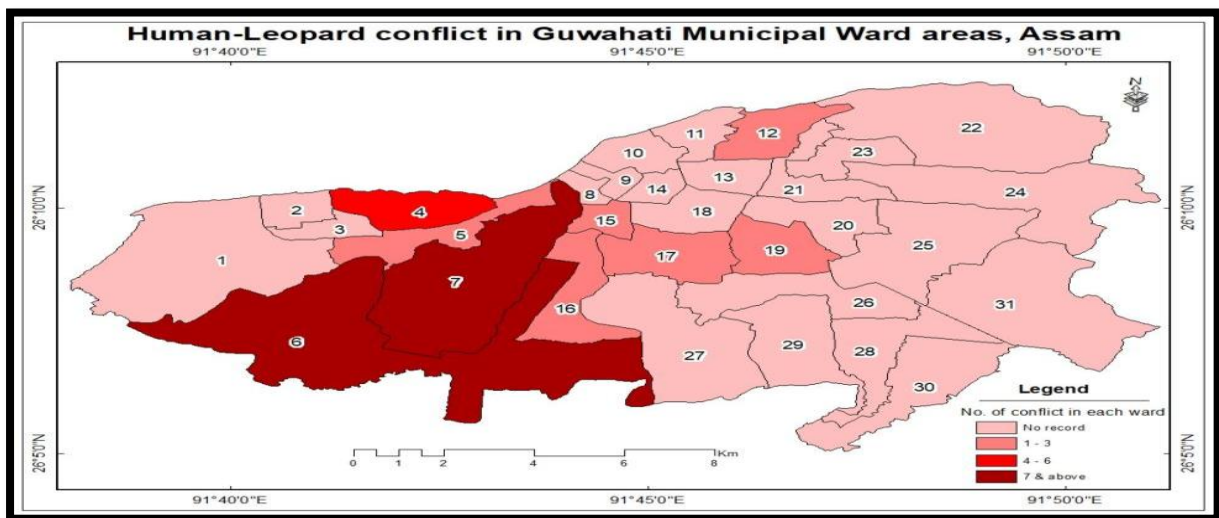 Human-Leopard conflict in Guwahati Municipal Ward areas, Assam
91°40'0"E 91°45'0"E 91°50'0"E
N
22
11 12
10 23
9 13
8 14 21 24
26°10'0"N 2 4 18 26°10'0"N
15 20
3 5 25
1 17 19
7
16 26 31
6 27 29 28
30
Legend
No. of conflict in each ward
No record
1 - 3
4 - 6
7 & above
0 1 2 4 6 8 Km
26°5'0"N 26°5'0"N
91°40'0"E 91°45'0"E 91°50'0"E